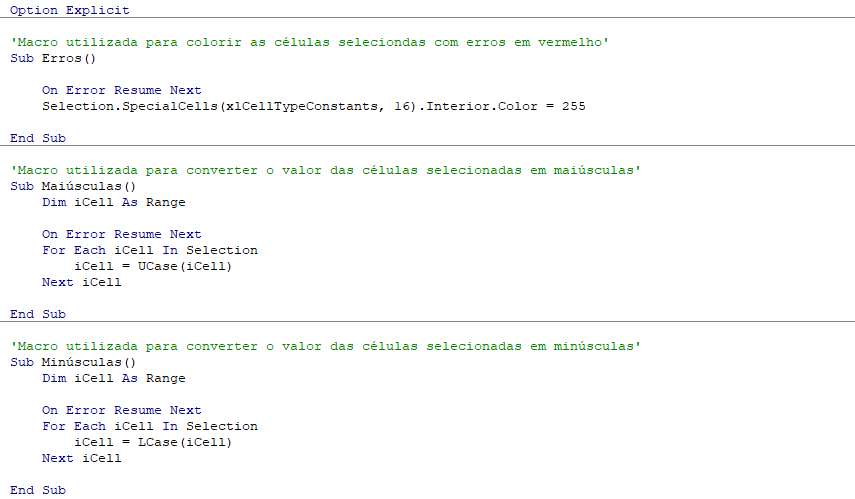 Option Explicit
'Macro utilizada para colorir as células seleciondas com erros em vermelho'
Sub Erros()
On Error Resume Next
Selection.SpecialCells(xlCellTypeConstants, 16).Interior.Color = 255
End Sub
'Macro utilizada para converter o valor das células selecionadas em maiúsculas'
Sub Maiúsculas()
Dim iCell As Range
On Error Resume Next
For Each iCell In Selection
iCell = UCase(iCell)
Next iCell
End Sub
'Macro utilizada para converter o valor das células selecionadas em minúsculas'
Sub Minúsculas()
Dim iCell As Range
On Error Resume Next
For Each iCell In Selection
iCell = LCase(iCell)
Next iCell
End Sub